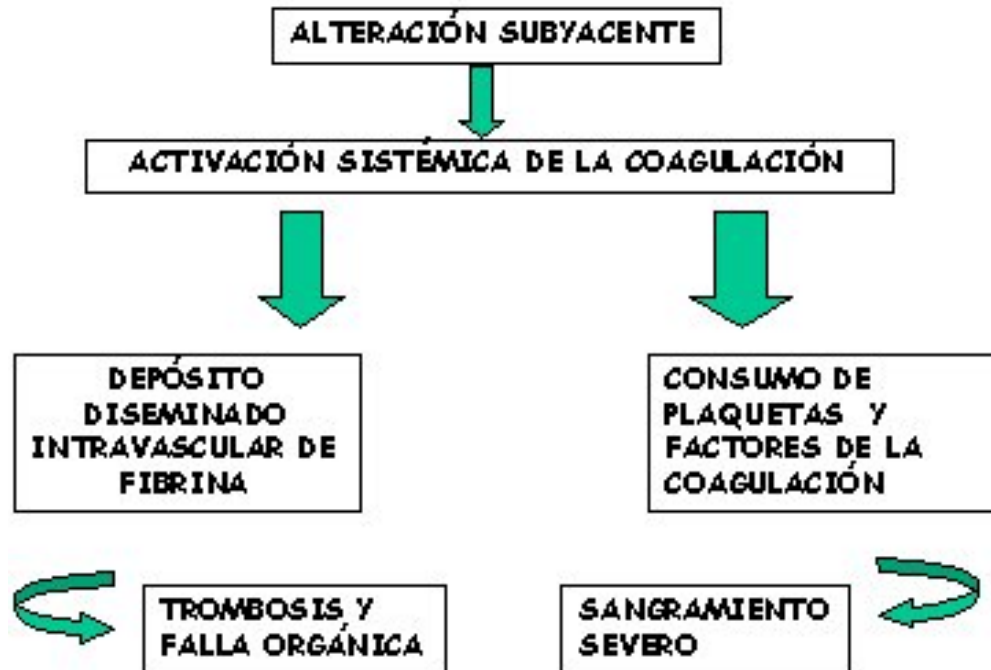 ALTERACIÓN SUBYACENTE
ACTIVACIÓN SISTÉMICA DE LA COAGULACIÓN
DEPÓSITO
DISEMINADO
INTRAVASCULAR DE
FIBRINA
CONSUMO DE
PLAQUETAS Y
FACTORES DE LA
COAGULACIÓN
TROMBOSIS Y
FALLA ORGÁNICA
SANGRAMIENTO
SEVERO